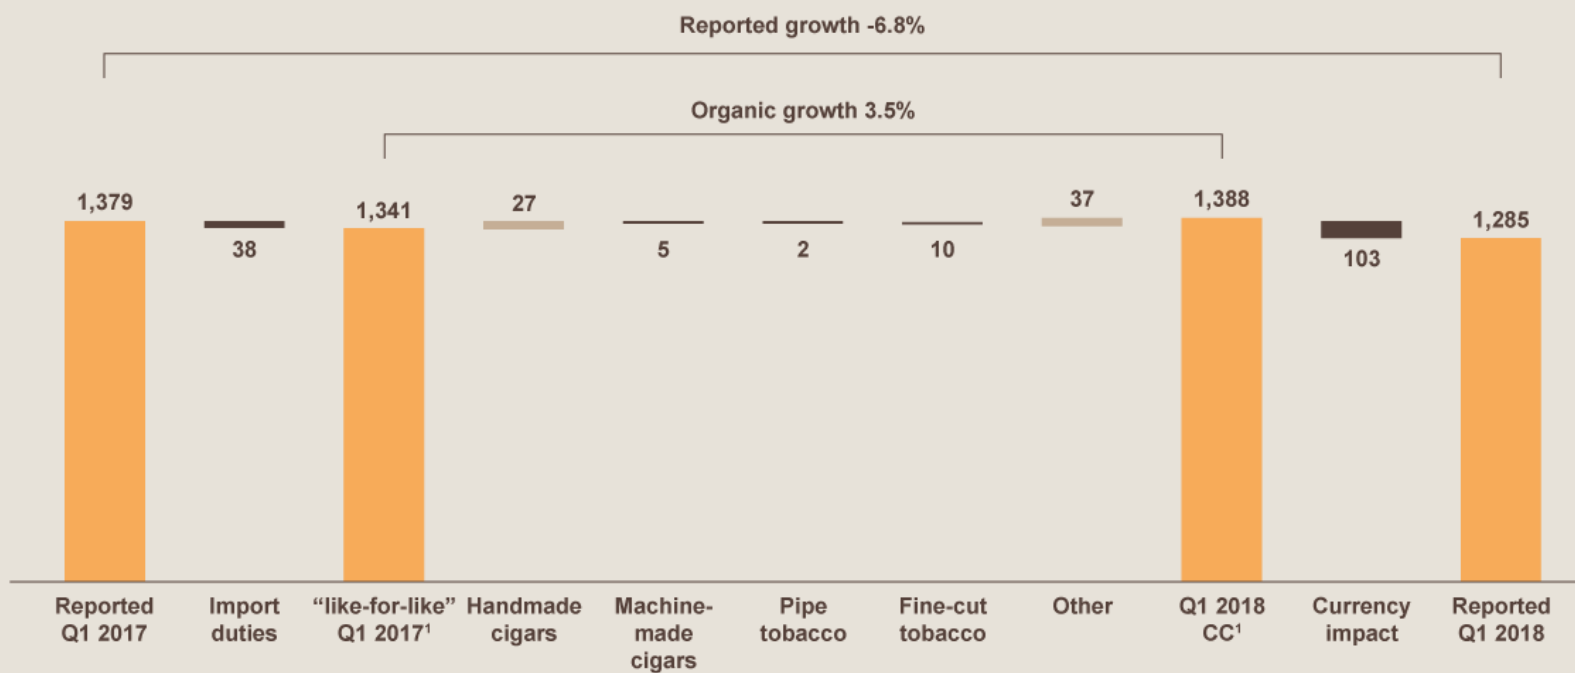 Reported growth -6.8%
Organic growth 3.5%
1,379
38
1,341
27
5
2
10
37
1,388
103
1,285
Reported
Q1 2017
Import
duties
“like-for-like”
Q1 2017¹
Handmade
cigars
Machine-
made
cigars
Pipe
tobacco
Fine-cut
tobacco
Other
Q1 2018
CC¹
Currency
impact
Reported
Q1 2018